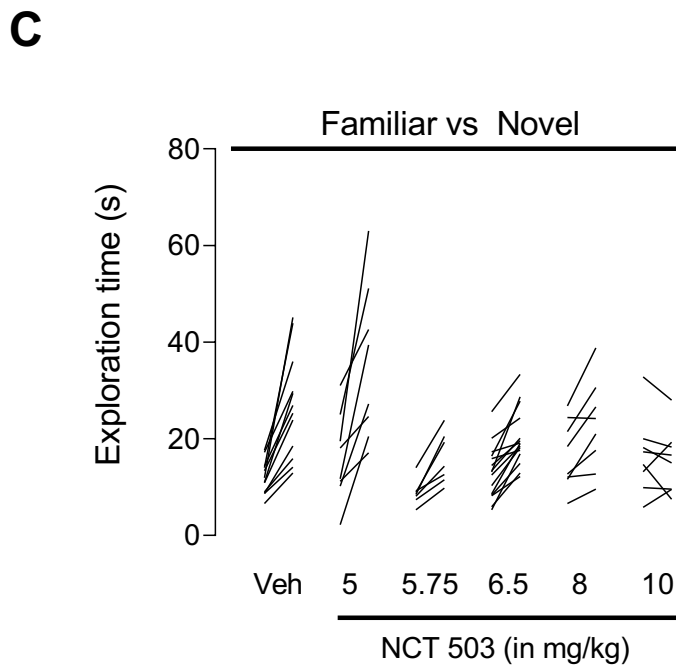 C
Familiar vs Novel
80
60
40
20
0
Exploration time (s)
Veh 5 5.75 6.5 8 10
NCT 503 (in mg/kg)